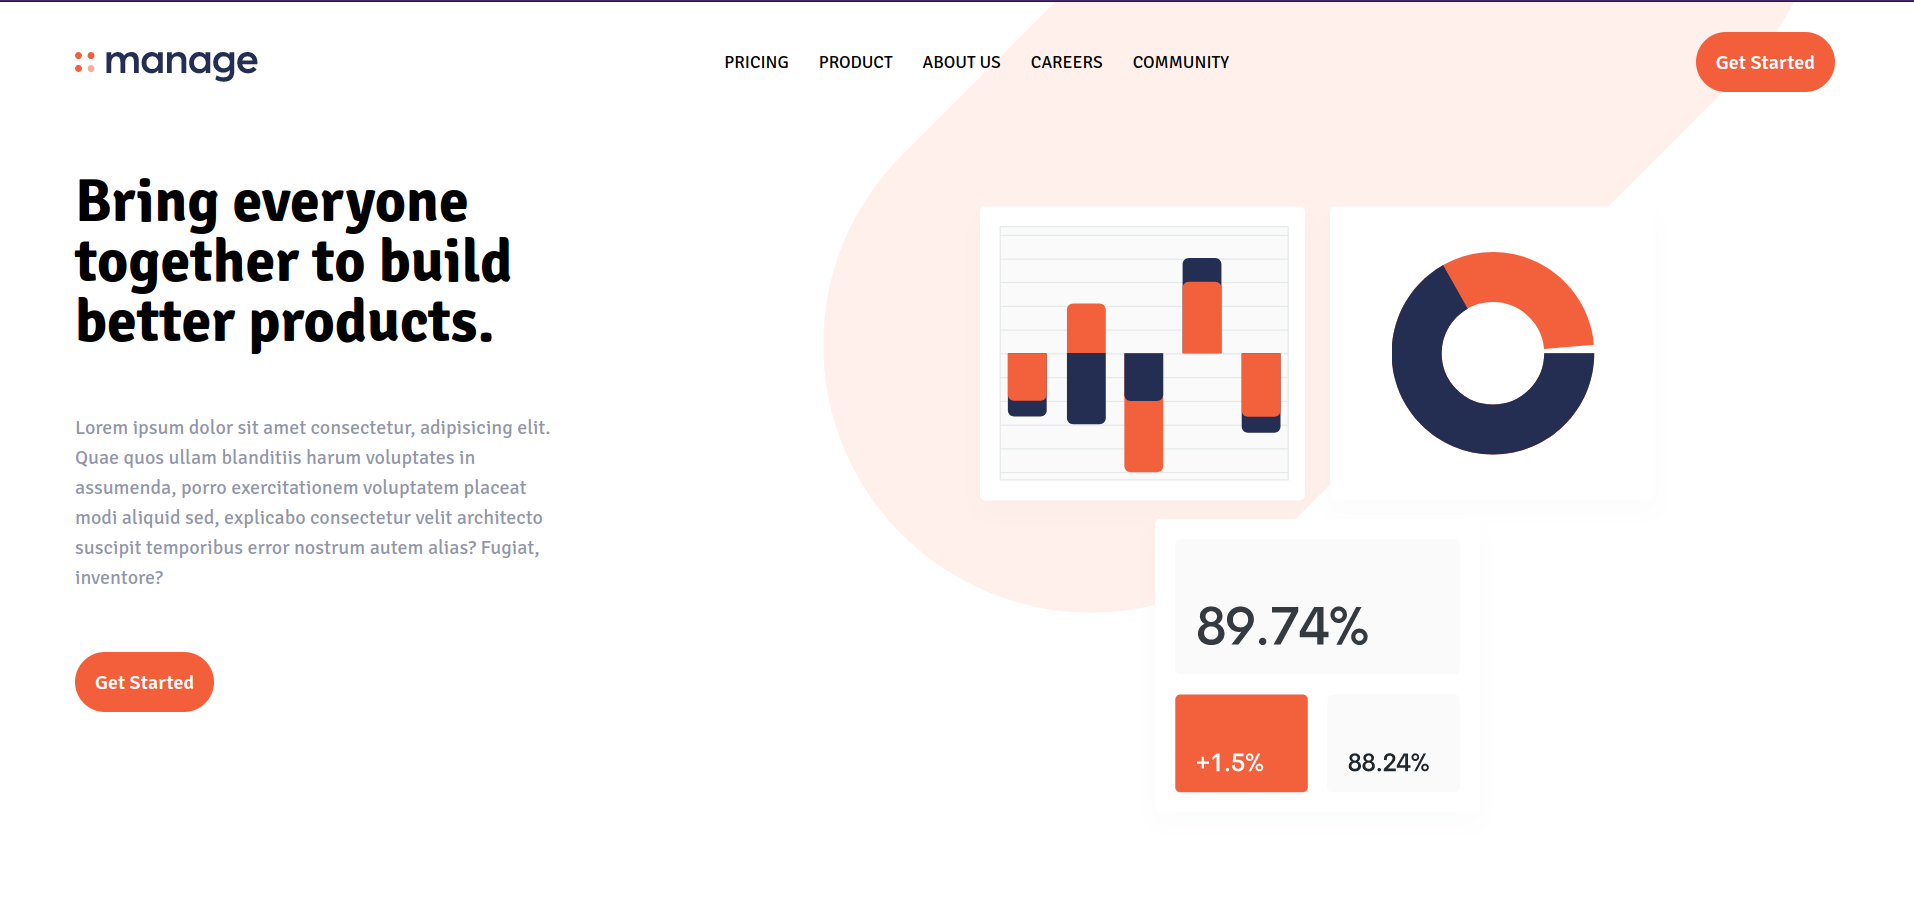 manage
PRICING PRODUCT ABOUT US CAREERS COMMUNITY
Get Started
Bring everyone
together to build
better products.
Lorem ipsum dolor sit amet consectetur, adipisicing elit.
Quae quos ullam blanditiis harum voluptates in
assumenda, porro exercitationem voluptatem placeat
modi aliquid sed, explicabo consectetur velit architecto
suscipit temporibus error nostrum autem alias? Fugiat,
inventore?
Get Started
89.74%
+1.5%
88.24%